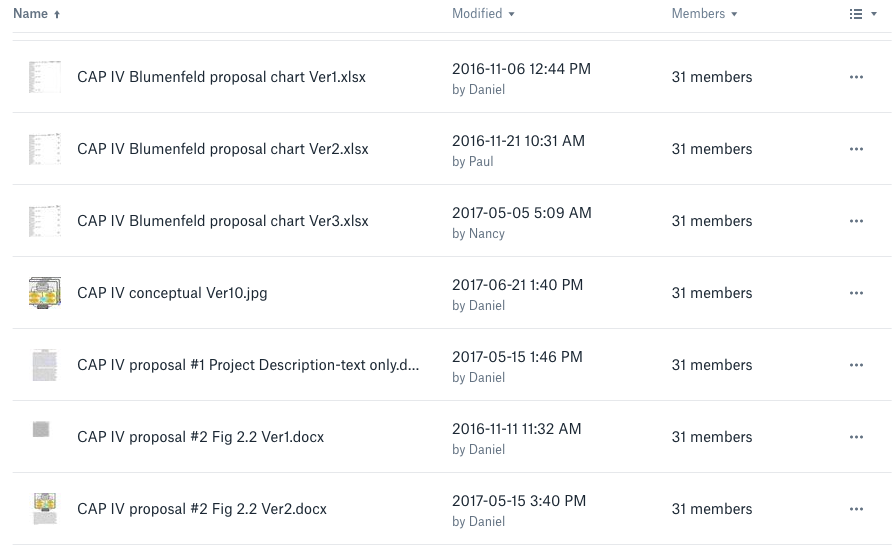 Name
Modified
Members
CAP IV Blumenfeld proposal chart Ver1.xlsx
2016-11-06 12:44 PM
by Daniel
31 members
CAP IV Blumenfeld proposal chart Ver2.xlsx
2016-11-21 10:31 AM
by Paul
31 members
CAP IV Blumenfeld proposal chart Ver3.xlsx
2017-05-05 5:09 AM
by Nancy
31 members
CAP IV conceptual Ver10.jpg
2017-06-21 1:40 PM
by Daniel
31 members
CAP IV proposal #1 Project Description-text only.d...
2017-05-15 1:46 PM
by Daniel
31 members
CAP IV proposal #2 Fig 2.2 Ver1.docx
2016-11-11 11:32 AM
by Daniel
31 members
CAP IV proposal #2 Fig 2.2 Ver2.docx
2017-05-15 3:40 PM
by Daniel
31 members